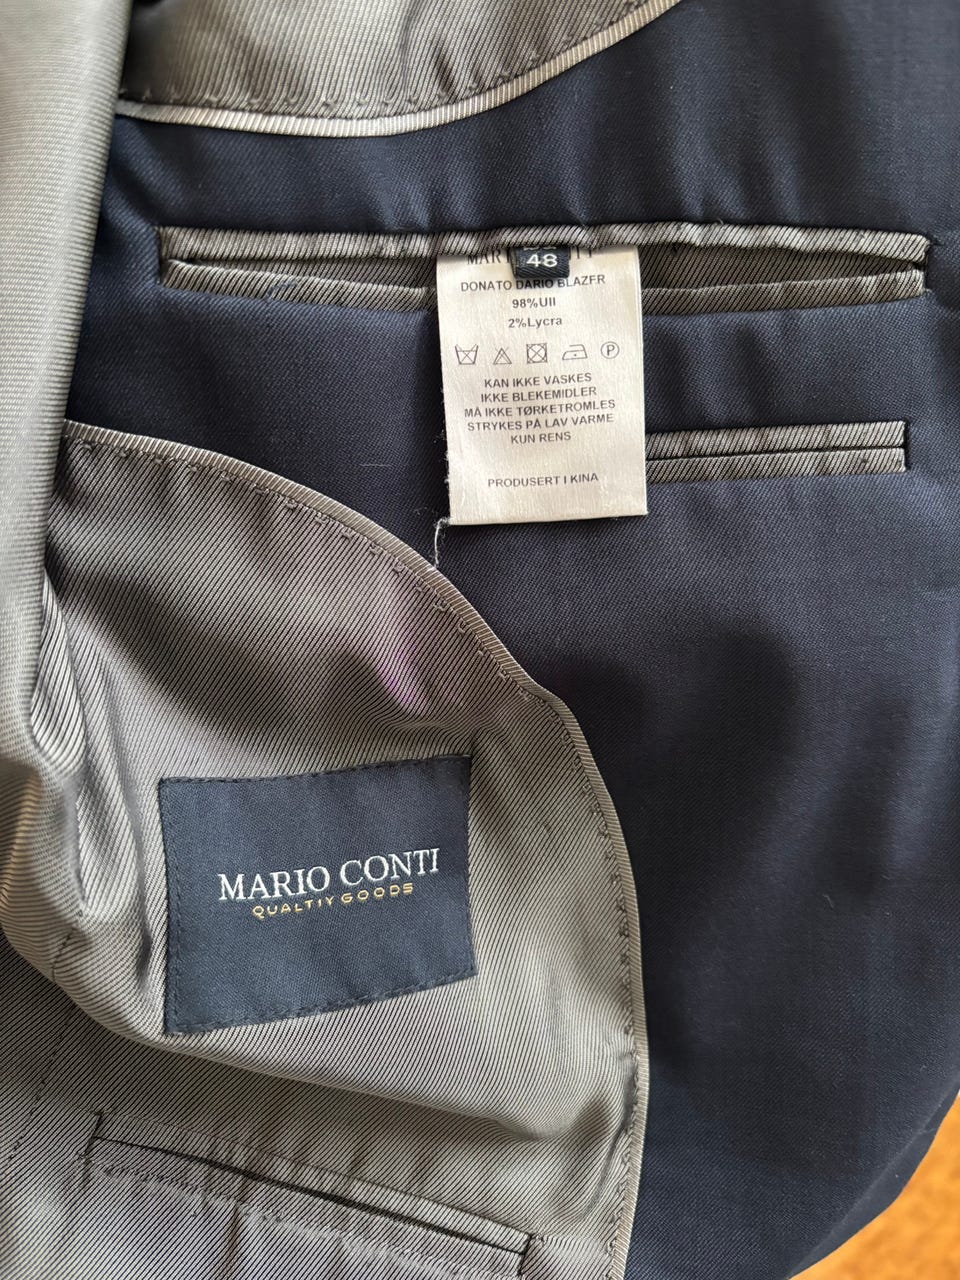 48
DONATO DARIO BLAZER
98%Ull
2%Lycra
P
KAN IKKE VASKES
IKKE BLEKEMIDLER
MÅ IKKE TØRKETROMLES
STRYKES PÅ LAV VARME
KUN RENS
PRODUSERT I KINA
MARIO CONTI
QUALTIY GOODS